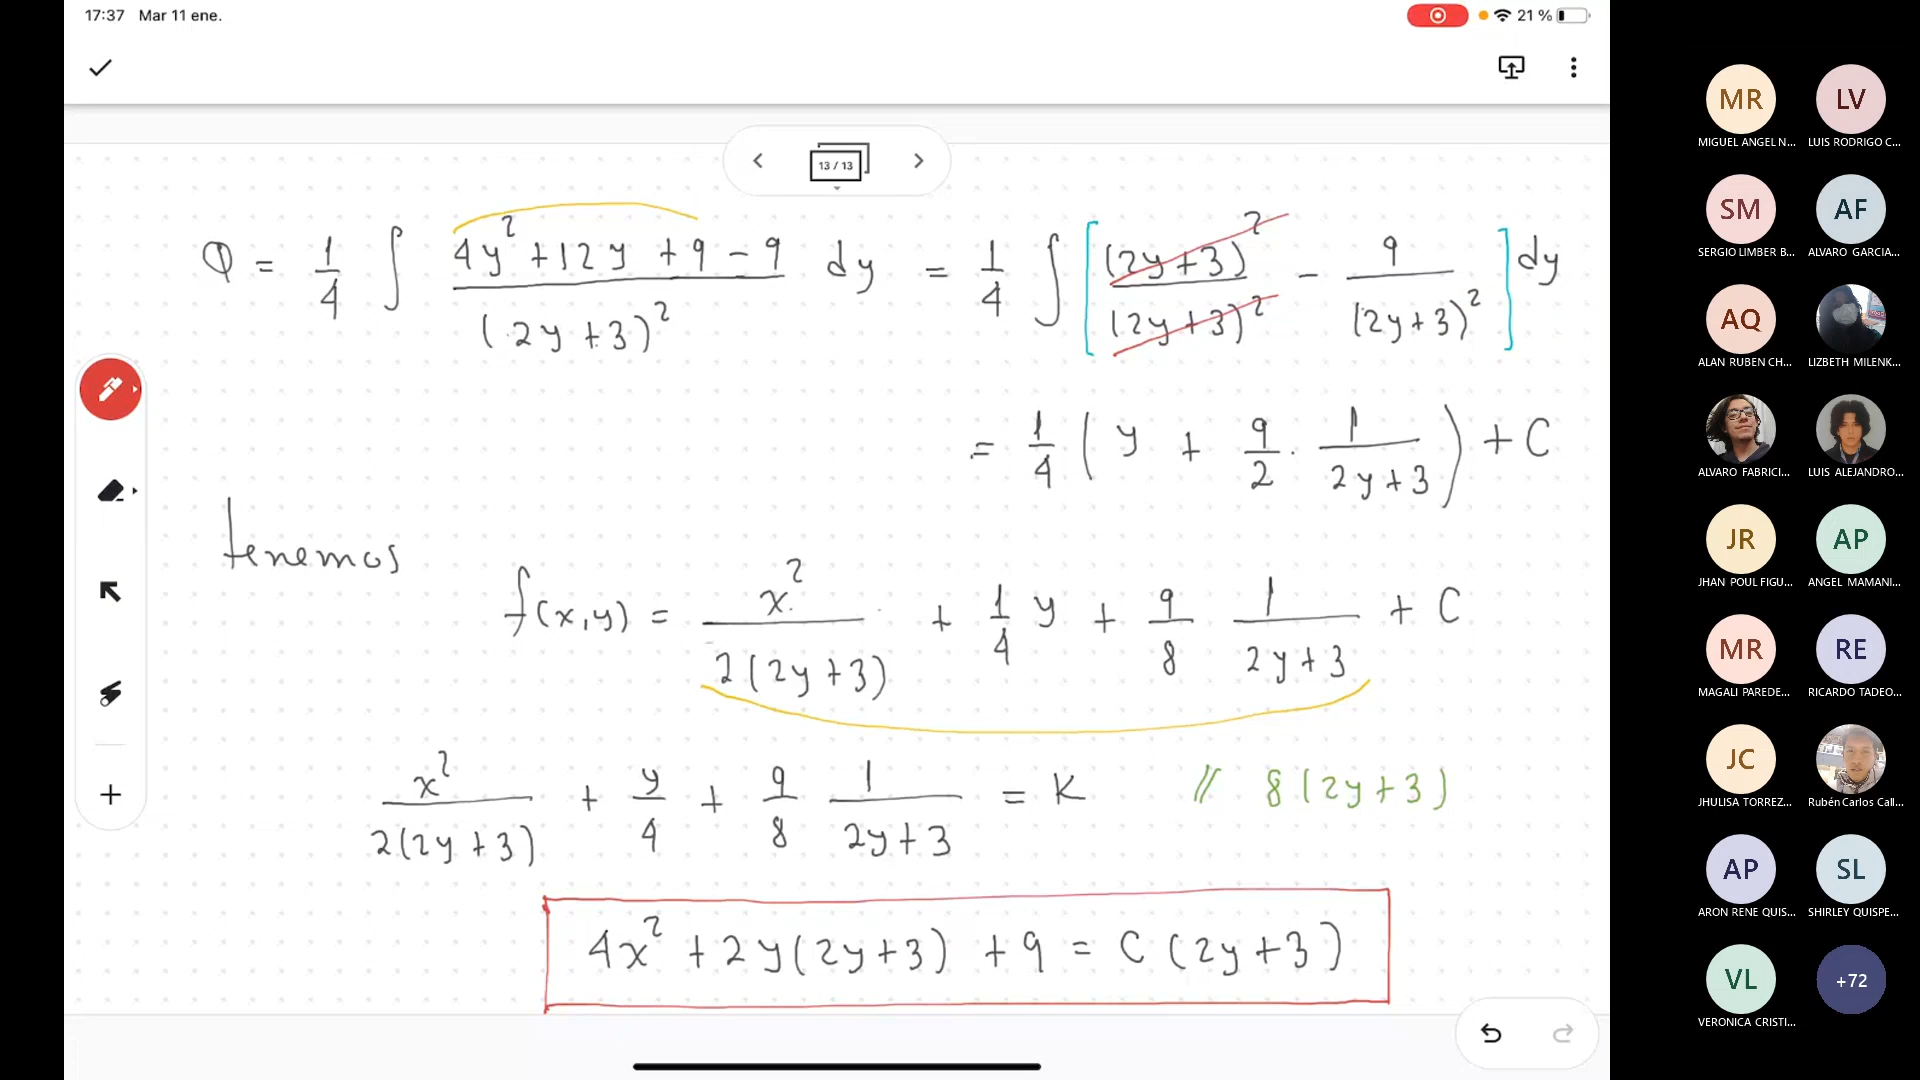 17:37 Mar 11 ene.
21 %
13 / 13
Q = 1/4 ∫ (4y² + 12y + 9 - 9)/(2y+3)² dy = 1/4 ∫ [(2y+3)²/(2y+3)² - 9/(2y+3)²] dy
= 1/4 (y + 9/2 · 1/(2y+3)) + C
tenemos
f(x,y) = x²/(2(2y+3)) + 1/4 y + 9/8 1/(2y+3) + C
x²/(2(2y+3)) + y/4 + 9/8 1/(2y+3) = K // 8(2y+3)
4x² + 2y(2y+3) + 9 = C(2y+3)
MR LV
MIGUEL ANGEL N... LUIS RODRIGO C...
SM AF
SERGIO LIMBER B... ALVARO GARCIA...
AQ
ALAN RUBEN CH... LIZBETH MILENK...
ALVARO FABRICI... LUIS ALEJANDRO...
JR AP
JHAN POUL FIGU... ANGEL MAMANI...
MR RE
MAGALI PAREDE... RICARDO TADEO...
JC
JHULISA TORREZ... Rubén Carlos Call...
AP SL
ARON RENE QUIS... SHIRLEY QUISPE...
VL +72
VERONICA CRISTI...